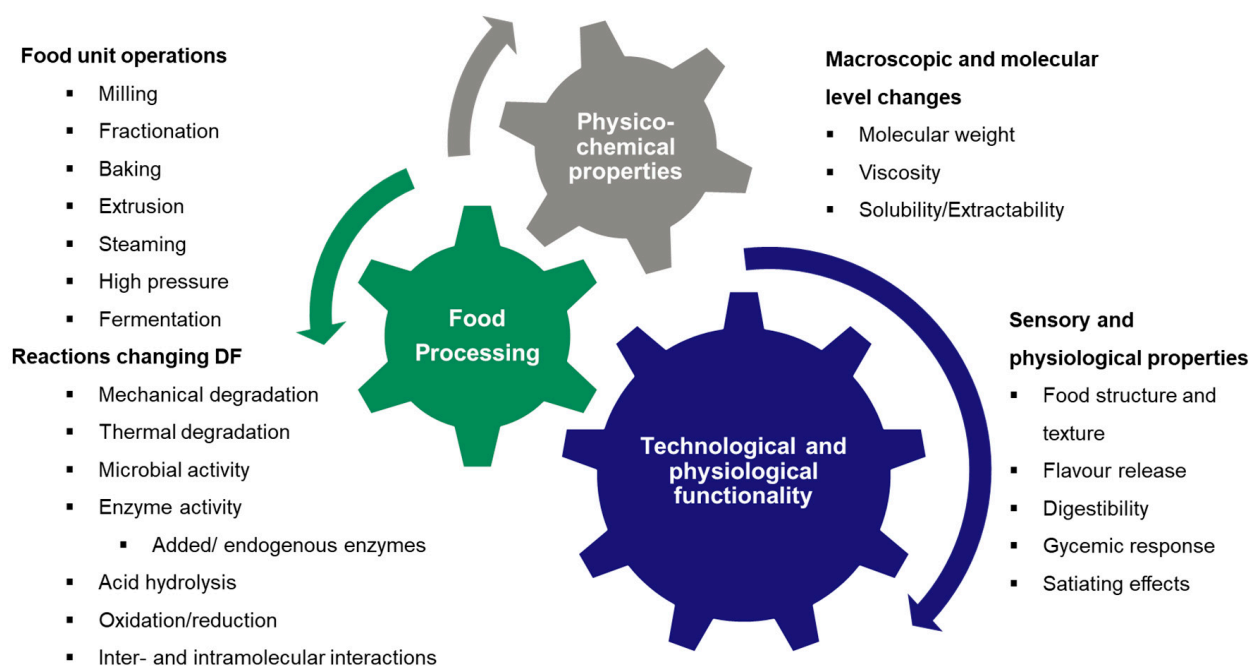 Food unit operations
▪ Milling
▪ Fractionation
▪ Baking
▪ Extrusion
▪ Steaming
▪ High pressure
▪ Fermentation
Reactions changing DF
▪ Mechanical degradation
▪ Thermal degradation
▪ Microbial activity
▪ Enzyme activity
▪ Added/ endogenous enzymes
▪ Acid hydrolysis
▪ Oxidation/reduction
▪ Inter- and intramolecular interactions
Physico-
chemical
properties
Food
Processing
Technological and
physiological
functionality
Macroscopic and molecular
level changes
▪ Molecular weight
▪ Viscosity
▪ Solubility/Extractability
Sensory and
physiological properties
▪ Food structure and
texture
▪ Flavour release
▪ Digestibility
▪ Gycemic response
▪ Satiating effects